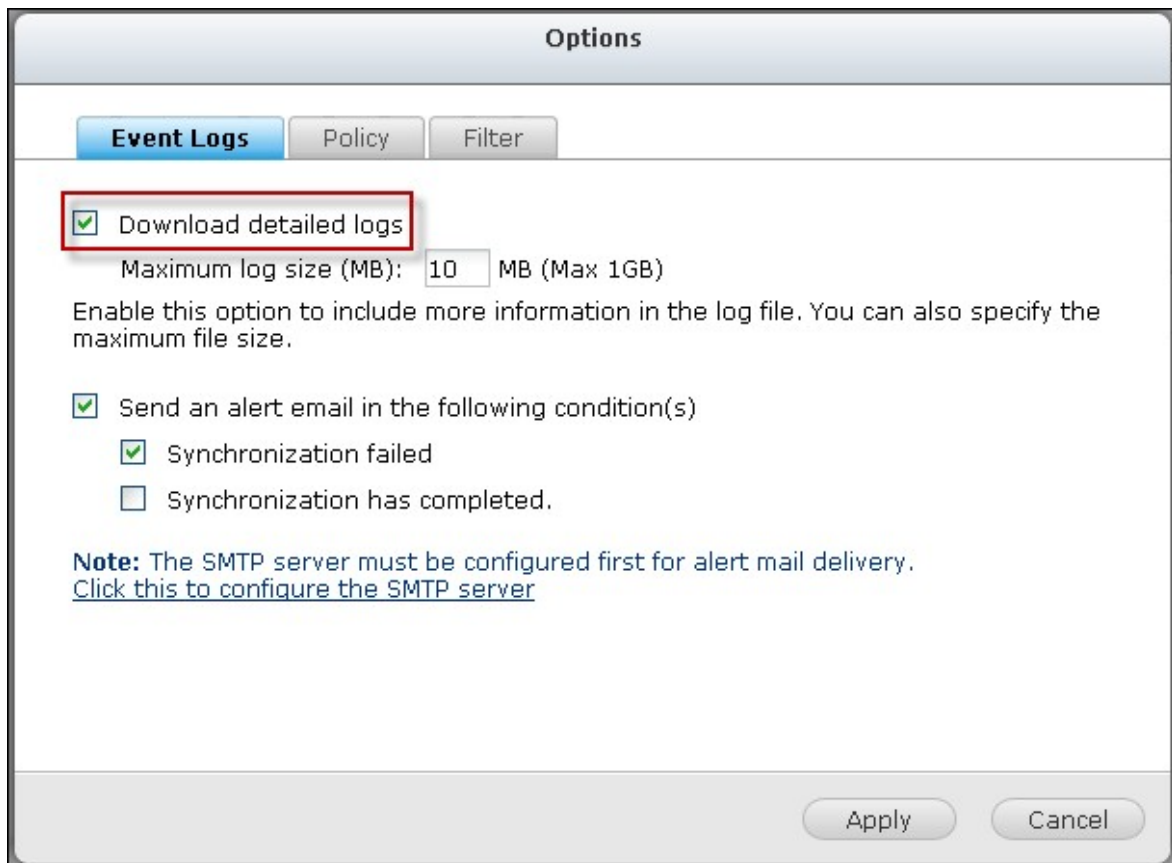 Options
Event Logs Policy Filter
Download detailed logs
Maximum log size (MB): 10 MB (Max 1GB)
Enable this option to include more information in the log file. You can also specify the
maximum file size.
Send an alert email in the following condition(s)
Synchronization failed
Synchronization has completed.
Note: The SMTP server must be configured first for alert mail delivery.
Click this to configure the SMTP server
Apply Cancel